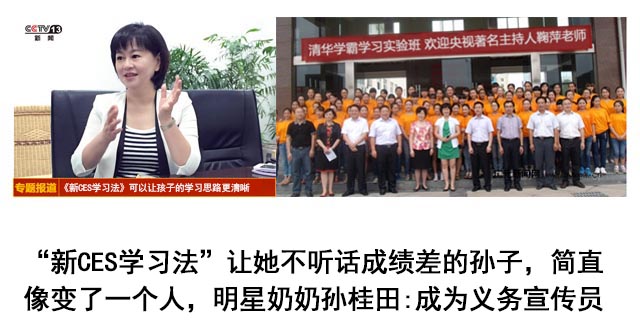 CCTV 13
新闻
清华学霸学习实验班 欢迎央视著名主持人鞠萍老师
专题报道 《新CES学习法》可以让孩子的学习思路更清晰
“新CES学习法”让她不听话成绩差的孙子，简直
像变了一个人，明星奶奶孙桂田:成为义务宣传员